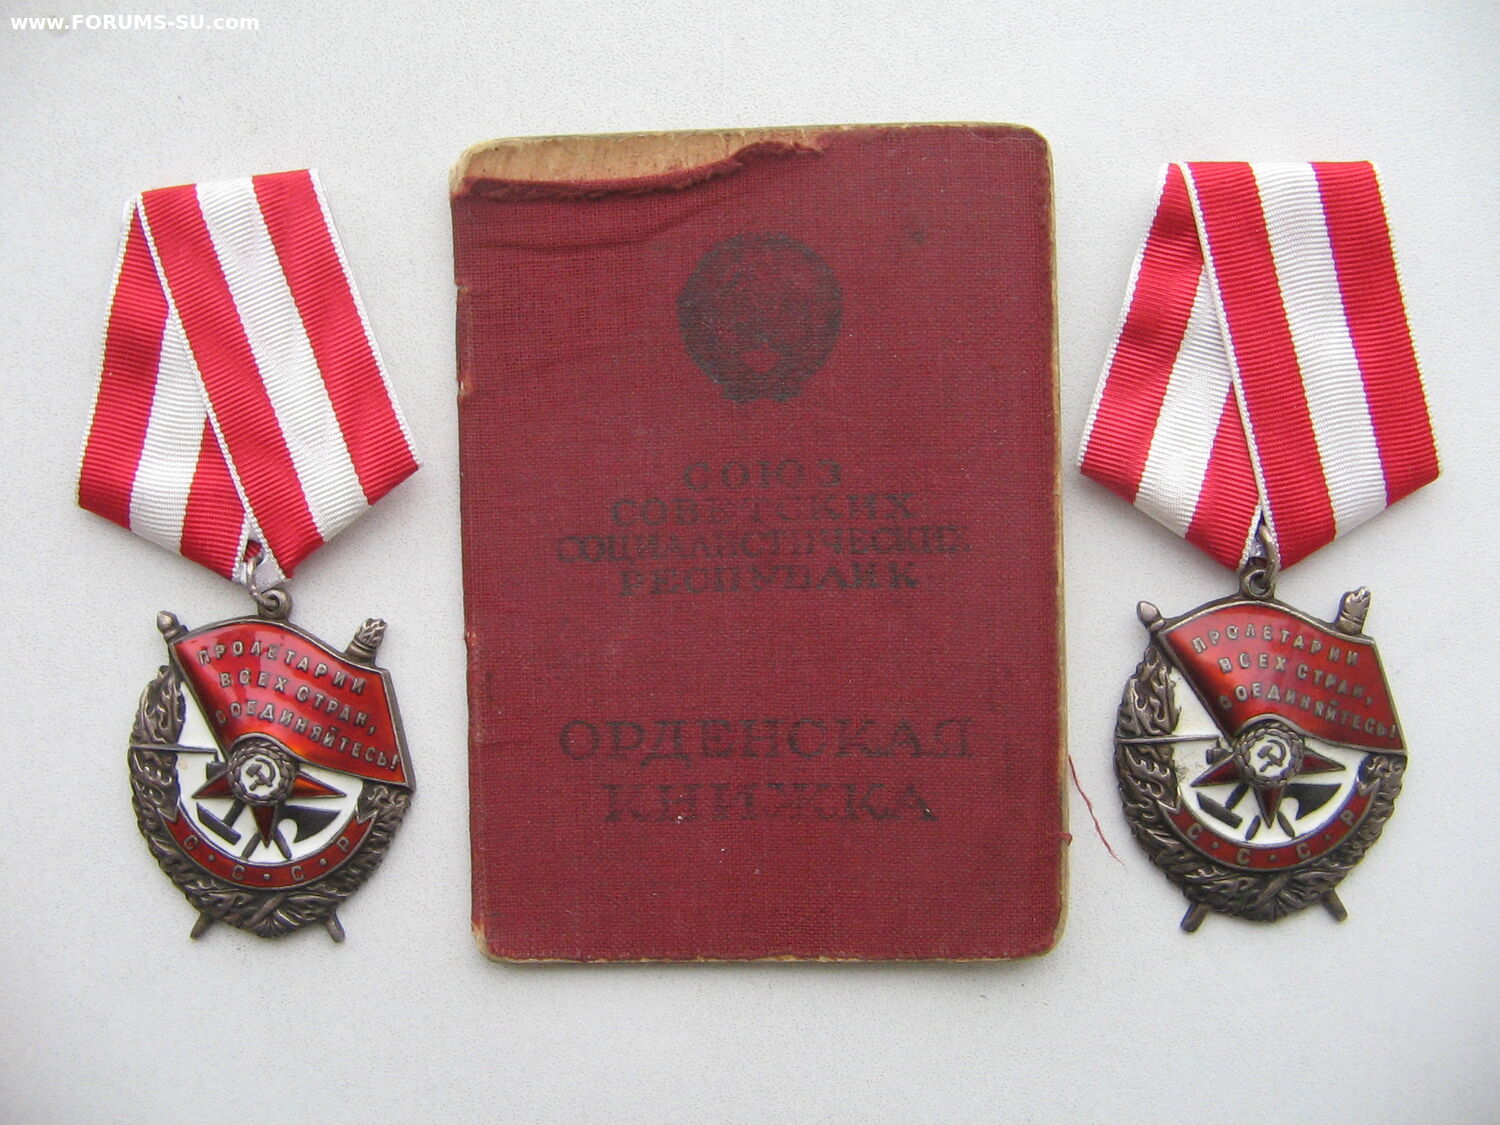 www.FORUMS-SU.com
СОЮЗ
СОВЕТСКИХ
СОЦИАЛИСТИЧЕСКИХ
РЕСПУБЛИК
ОРДЕНСКАЯ
КНИЖКА
ПРОЛЕТАРИИ
ВСЕХ СТРАН,
СОЕДИНЯЙТЕСЬ!
С·С·С·Р
ПРОЛЕТАРИИ
ВСЕХ СТРАН,
СОЕДИНЯЙТЕСЬ!
С·С·С·Р